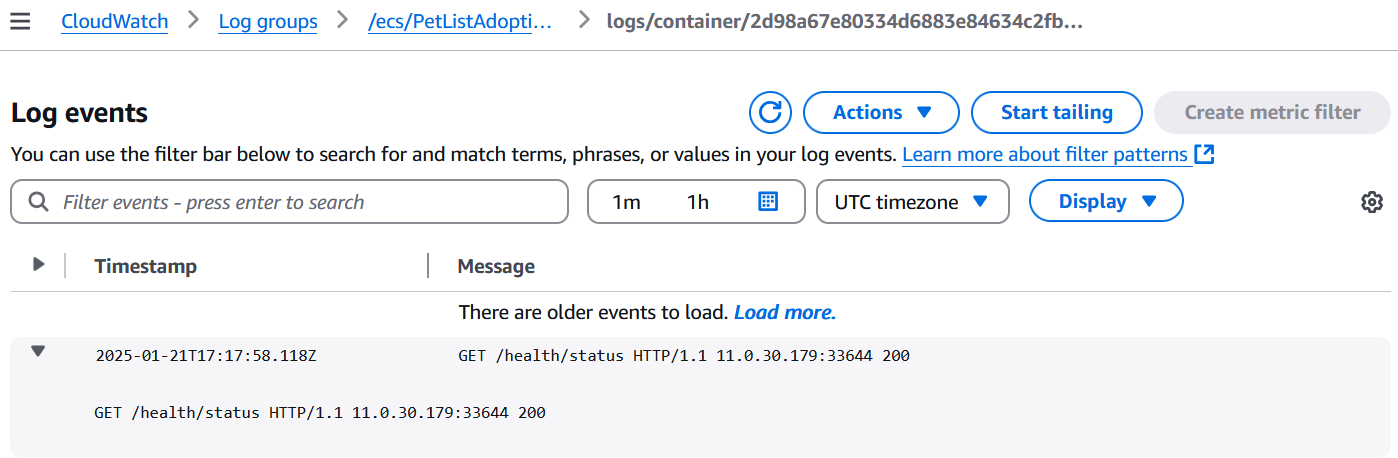 CloudWatch > Log groups > /ecs/PetListAdopti… > logs/container/2d98a67e80334d6883e84634c2fb…
Log events
Actions
Start tailing
Create metric filter
You can use the filter bar below to search for and match terms, phrases, or values in your log events. Learn more about filter patterns
Filter events - press enter to search
1m 1h
UTC timezone
Display
Timestamp Message
There are older events to load. Load more.
2025-01-21T17:17:58.118Z GET /health/status HTTP/1.1 11.0.30.179:33644 200
GET /health/status HTTP/1.1 11.0.30.179:33644 200